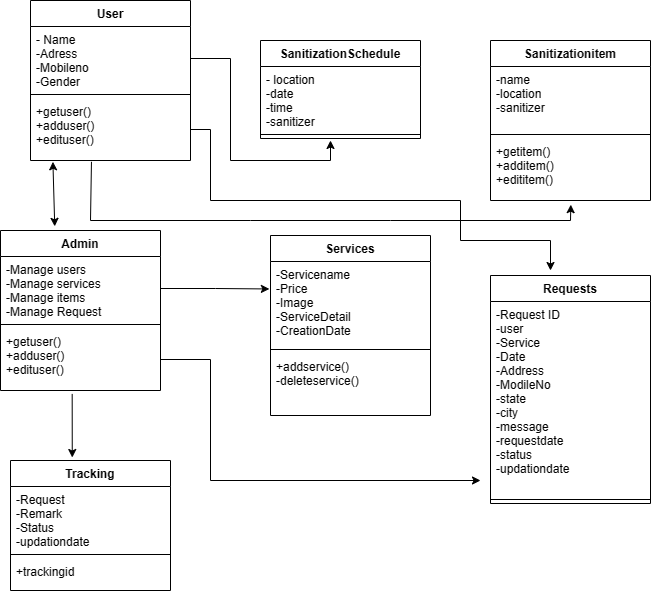 User
- Name
-Adress
-Mobileno
-Gender
+getuser()
+adduser()
+edituser()
SanitizationSchedule
- location
-date
-time
-sanitizer
Sanitizationitem
-name
-location
-sanitizer
+getitem()
+additem()
+edititem()
Admin
-Manage users
-Manage services
-Manage items
-Manage Request
+getuser()
+adduser()
+edituser()
Services
-Servicename
-Price
-Image
-ServiceDetail
-CreationDate
+addservice()
-deleteservice()
Requests
-Request ID
-user
-Service
-Date
-Address
-ModileNo
-state
-city
-message
-requestdate
-status
-updationdate
Tracking
-Request
-Remark
-Status
-updationdate
+trackingid